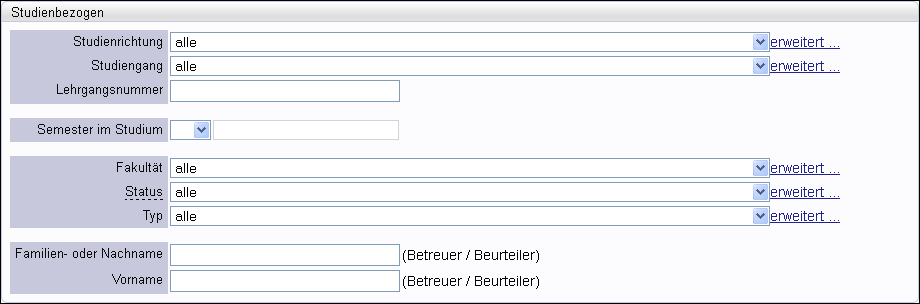 Studienbezogen
Studienrichtung alle erweitert ...
Studiengang alle erweitert ...
Lehrgangsnummer
Semester im Studium
Fakultät alle erweitert ...
Status alle erweitert ...
Typ alle erweitert ...
Familien- oder Nachname (Betreuer / Beurteiler)
Vorname (Betreuer / Beurteiler)